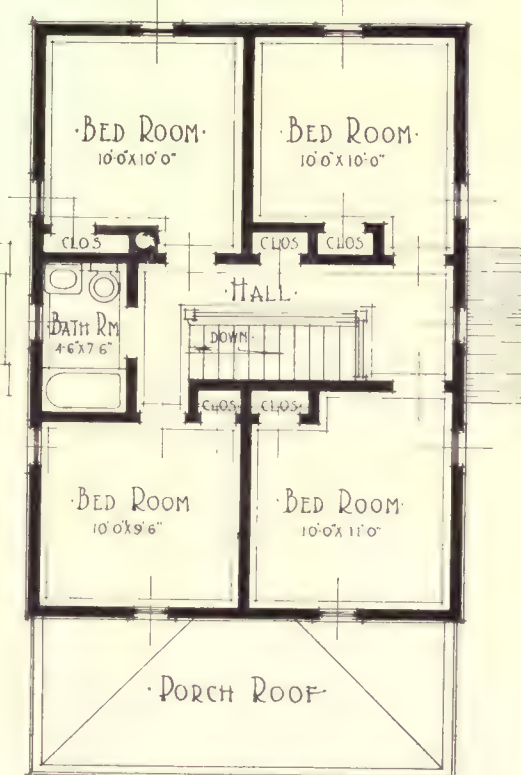 ·BED ROOM·
10'-0"X10'-0"
·BED ROOM·
10'-0"X10'-0"
CLOS
CLOS
CLOS
·HALL·
BATH RM
4'-6"X7'6"
DOWN
CLOS
CLOS
·BED ROOM
10'-0"X9'6"
·BED ROOM·
10'-0"X11'0"
·PORCH ROOF·